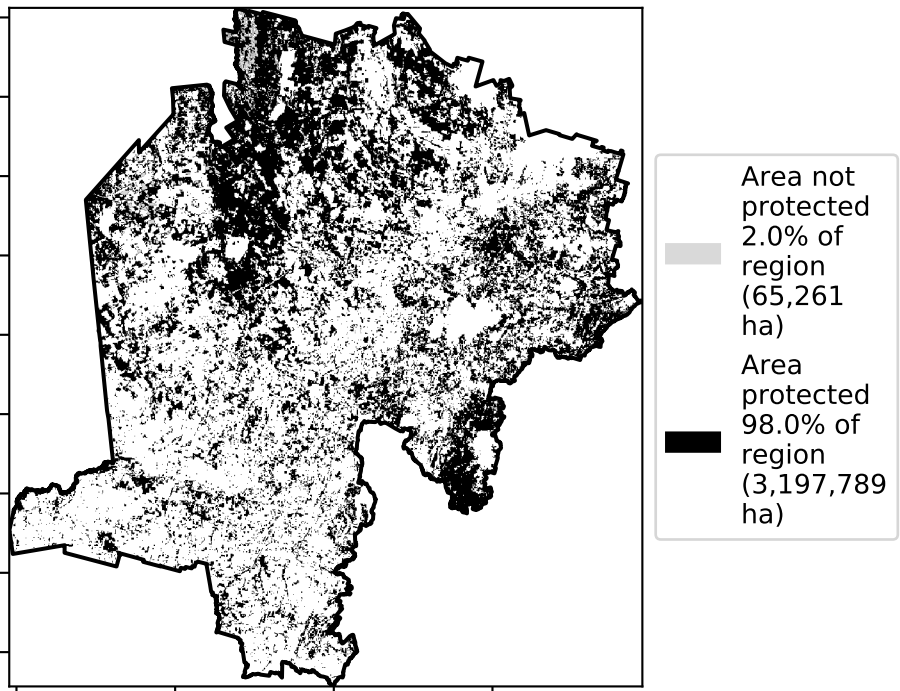 Area not
protected
2.0% of
region
(65,261
ha)
Area
protected
98.0% of
region
(3,197,789
ha)